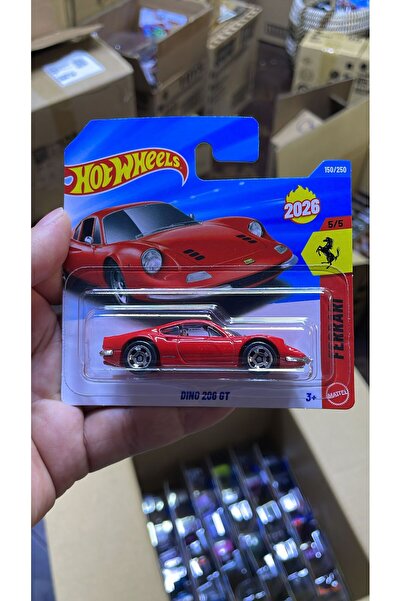 HOT WHEELS
150/250
2026
5/5
FERRARI
DINO 206 GT
3+
MATTEL